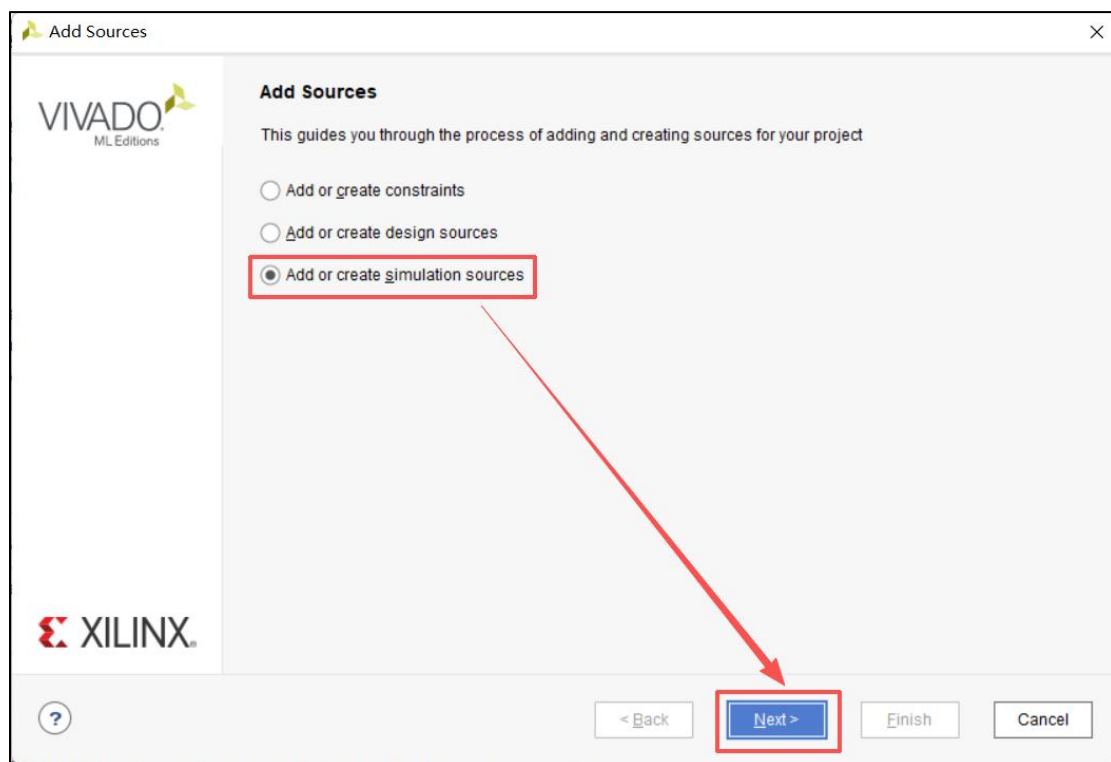 Add Sources
VIVADO.
ML Editions
Add Sources
This guides you through the process of adding and creating sources for your project
Add or create constraints
Add or create design sources
Add or create simulation sources
XILINX.
?
< Back
Next >
Finish
Cancel